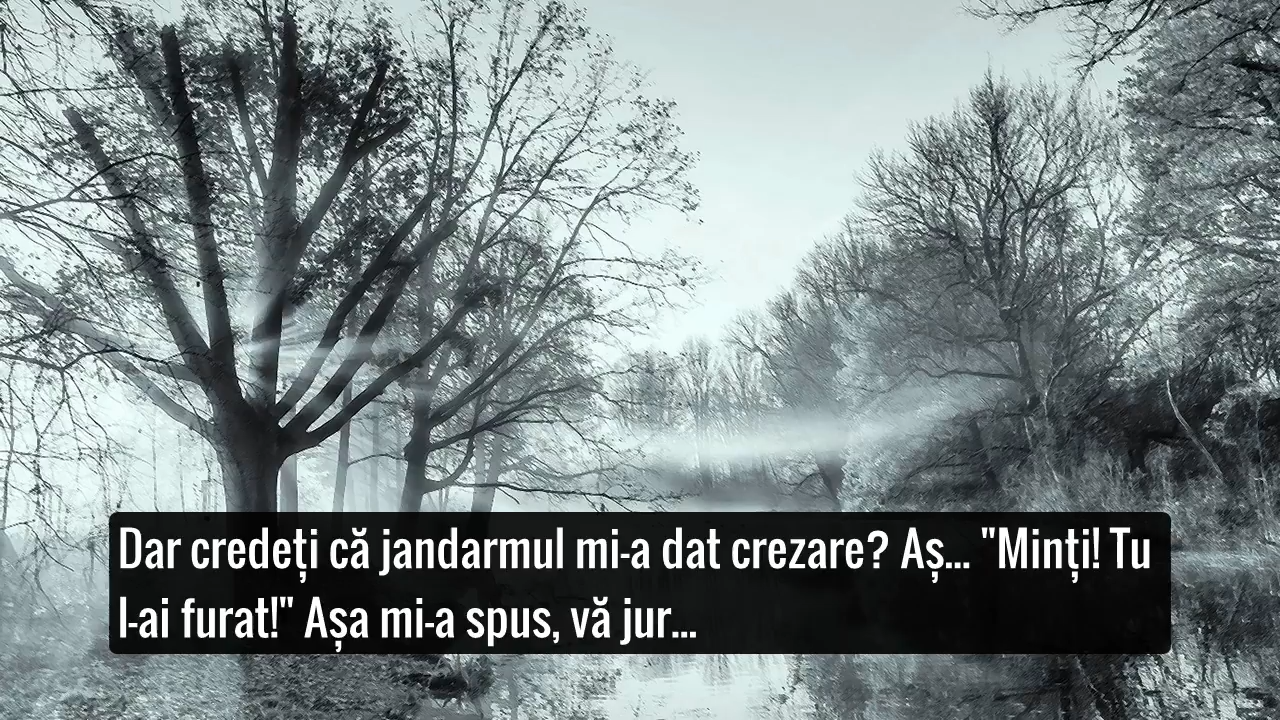 Dar credeți că jandarmul mi-a dat crezare? Aș... "Minți! Tu
l-ai furat!" Așa mi-a spus, vă jur...